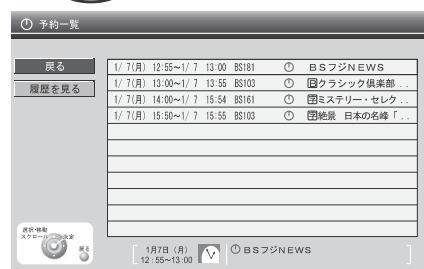 予約一覧
戻る
履歴を見る
1/ 7(月) 12:55~1/ 7 13:00 BS181 BSフジNEWS
1/ 7(月) 13:00~1/ 7 13:55 BS103 回クラシック倶楽部 ..
1/ 7(月) 14:00~1/ 7 15:54 BS161 字ミステリー・セレク ..
1/ 7(月) 15:50~1/ 7 15:55 BS103 字絶景 日本の名峰「 ..
選択・移動
スクロール 決定
戻る
1月7日(月)
12:55~13:00
BSフジNEWS